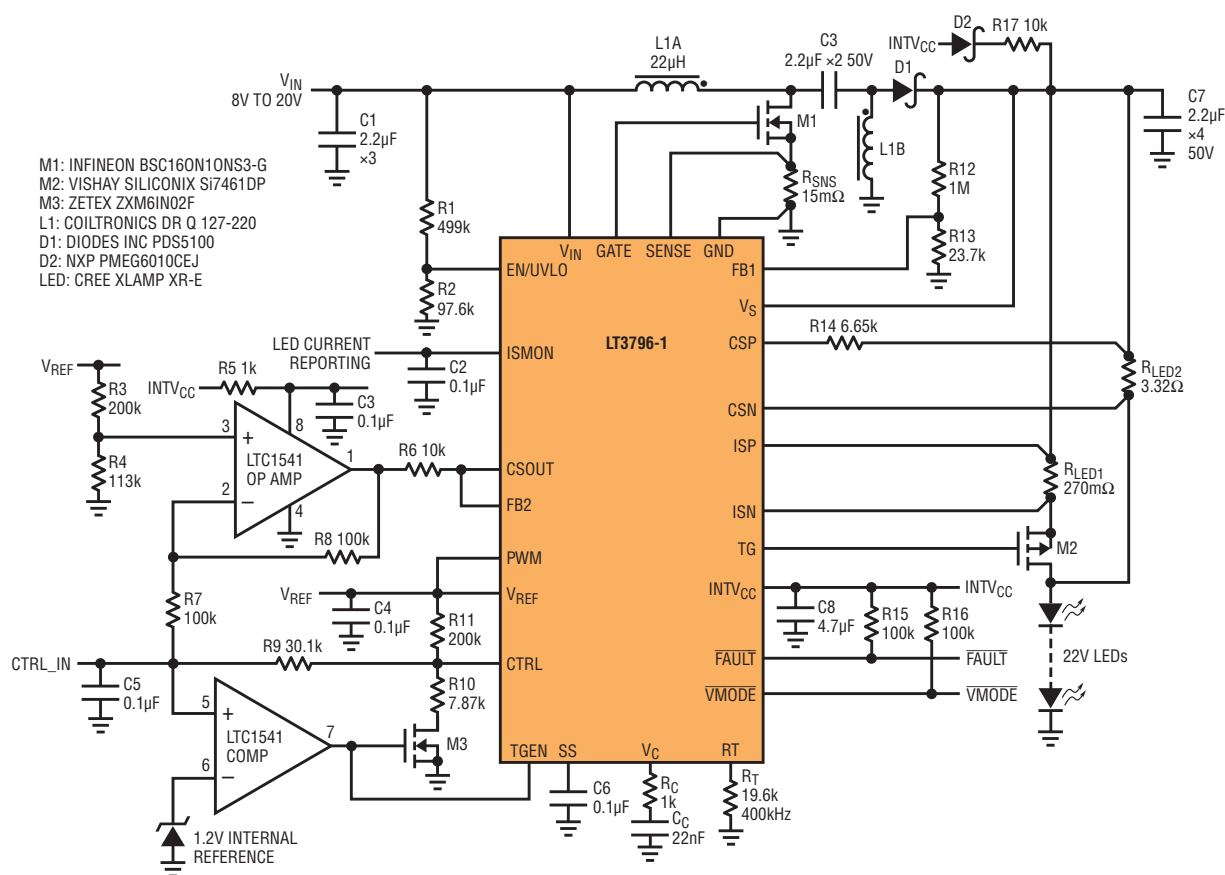 D2
INTVCC
R17 10k
L1A
22µH
C3
2.2µF ×2 50V
D1
VIN
8V TO 20V
C1
2.2µF
×3
M1
L1B
C7
2.2µF
×4
50V
M1: INFINEON BSC160N10NS3-G
M2: VISHAY SILICONIX Si7461DP
M3: ZETEX ZXM6IN02F
L1: COILTRONICS DR Q 127-220
D1: DIODES INC PDS5100
D2: NXP PMEG6010CEJ
LED: CREE XLAMP XR-E
R1
499k
RSNS
15mΩ
R12
1M
R13
23.7k
VIN
GATE
SENSE
GND
EN/UVLO
FB1
R2
97.6k
VS
LT3796-1
R14 6.65k
CSP
RLED2
3.32Ω
LED CURRENT
REPORTING
ISMON
C2
0.1µF
VREF
R3
200k
R4
113k
R5 1k
INTVCC
C3
0.1µF
8
3
+
LTC1541
OP AMP
1
2
–
4
R6 10k
CSOUT
FB2
CSN
ISP
RLED1
270mΩ
ISN
TG
M2
R8 100k
PWM
R7
100k
VREF
VREF
C4
0.1µF
R11
200k
INTVCC
INTVCC
C8
4.7µF
R15
100k
R16
100k
22V LEDs
CTRL_IN
R9 30.1k
CTRL
FAULT
FAULT
C5
0.1µF
R10
7.87k
VMODE
VMODE
5
+
LTC1541
COMP
7
6
–
M3
TGEN
SS
VC
RT
C6
0.1µF
RC
1k
CC
22nF
RT
19.6k
400kHz
1.2V INTERNAL
REFERENCE